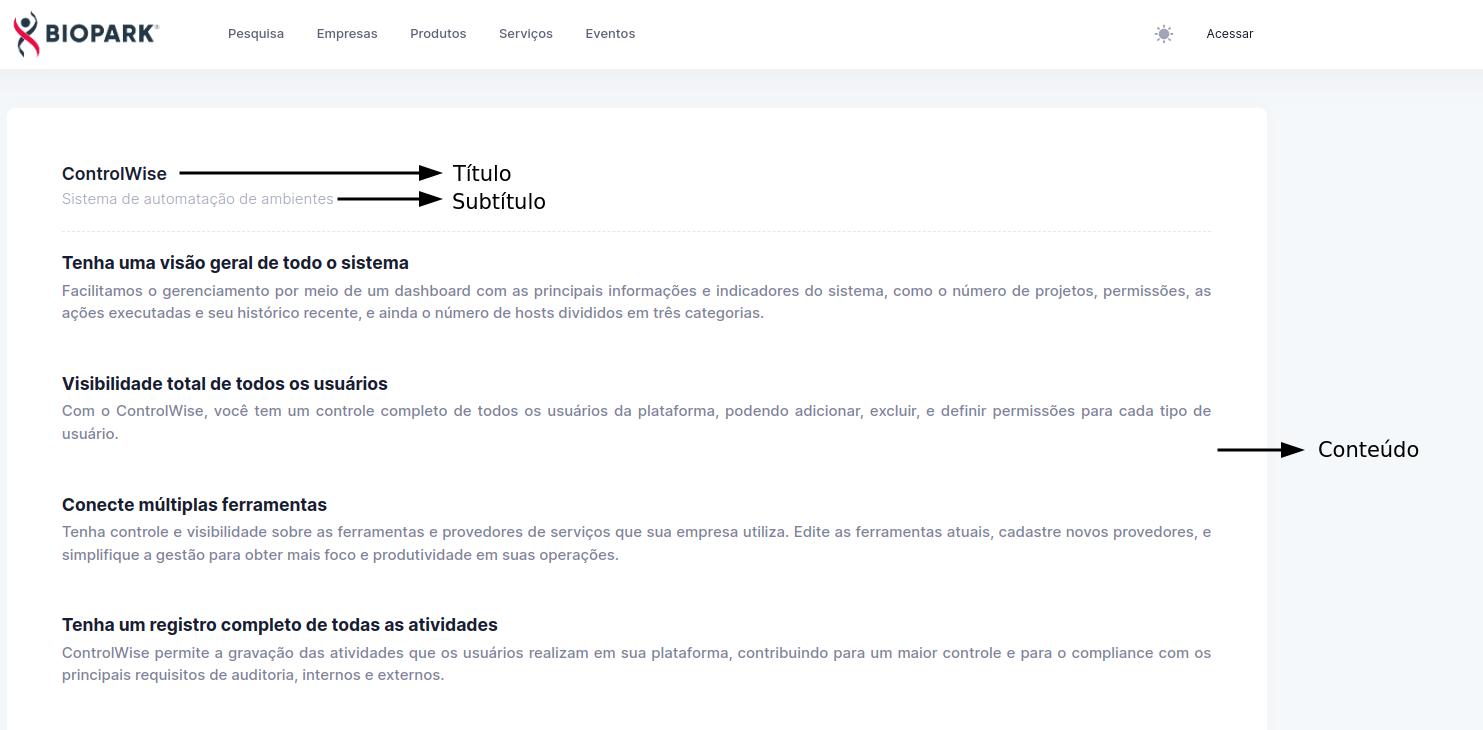 BIOPARK®
Pesquisa Empresas Produtos Serviços Eventos Acessar
ControlWise Título
Sistema de automatação de ambientes Subtítulo
Tenha uma visão geral de todo o sistema
Facilitamos o gerenciamento por meio de um dashboard com as principais informações e indicadores do sistema, como o número de projetos, permissões, as
ações executadas e seu histórico recente, e ainda o número de hosts divididos em três categorias.
Visibilidade total de todos os usuários
Com o ControlWise, você tem um controle completo de todos os usuários da plataforma, podendo adicionar, excluir, e definir permissões para cada tipo de
usuário.
Conteúdo
Conecte múltiplas ferramentas
Tenha controle e visibilidade sobre as ferramentas e provedores de serviços que sua empresa utiliza. Edite as ferramentas atuais, cadastre novos provedores, e
simplifique a gestão para obter mais foco e produtividade em suas operações.
Tenha um registro completo de todas as atividades
ControlWise permite a gravação das atividades que os usuários realizam em sua plataforma, contribuindo para um maior controle e para o compliance com os
principais requisitos de auditoria, internos e externos.